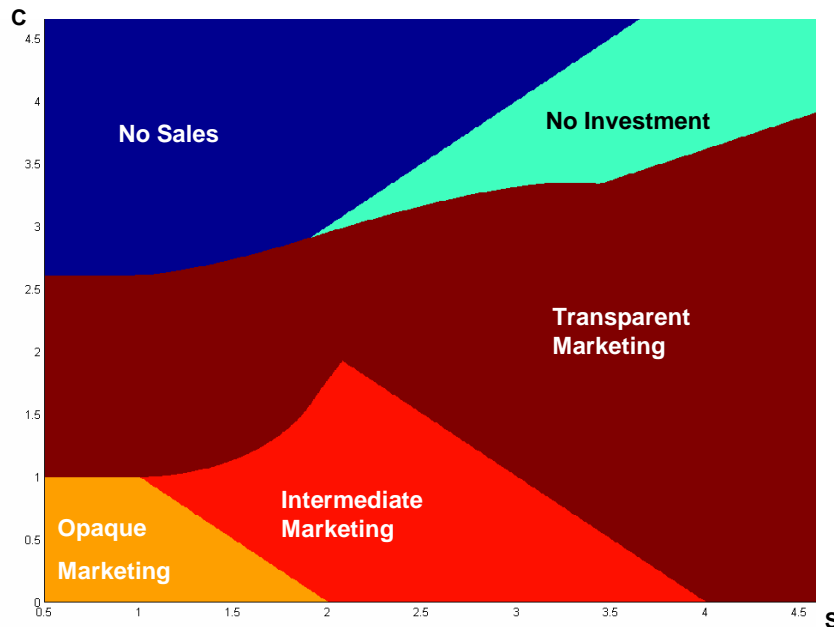 C
4.5
No Sales
No Investment
4
3.5
3
2.5
Transparent
Marketing
2
1.5
1
Intermediate
Marketing
0.5
Opaque
Marketing
0
0.5 1 1.5 2 2.5 3 3.5 4 4.5
s